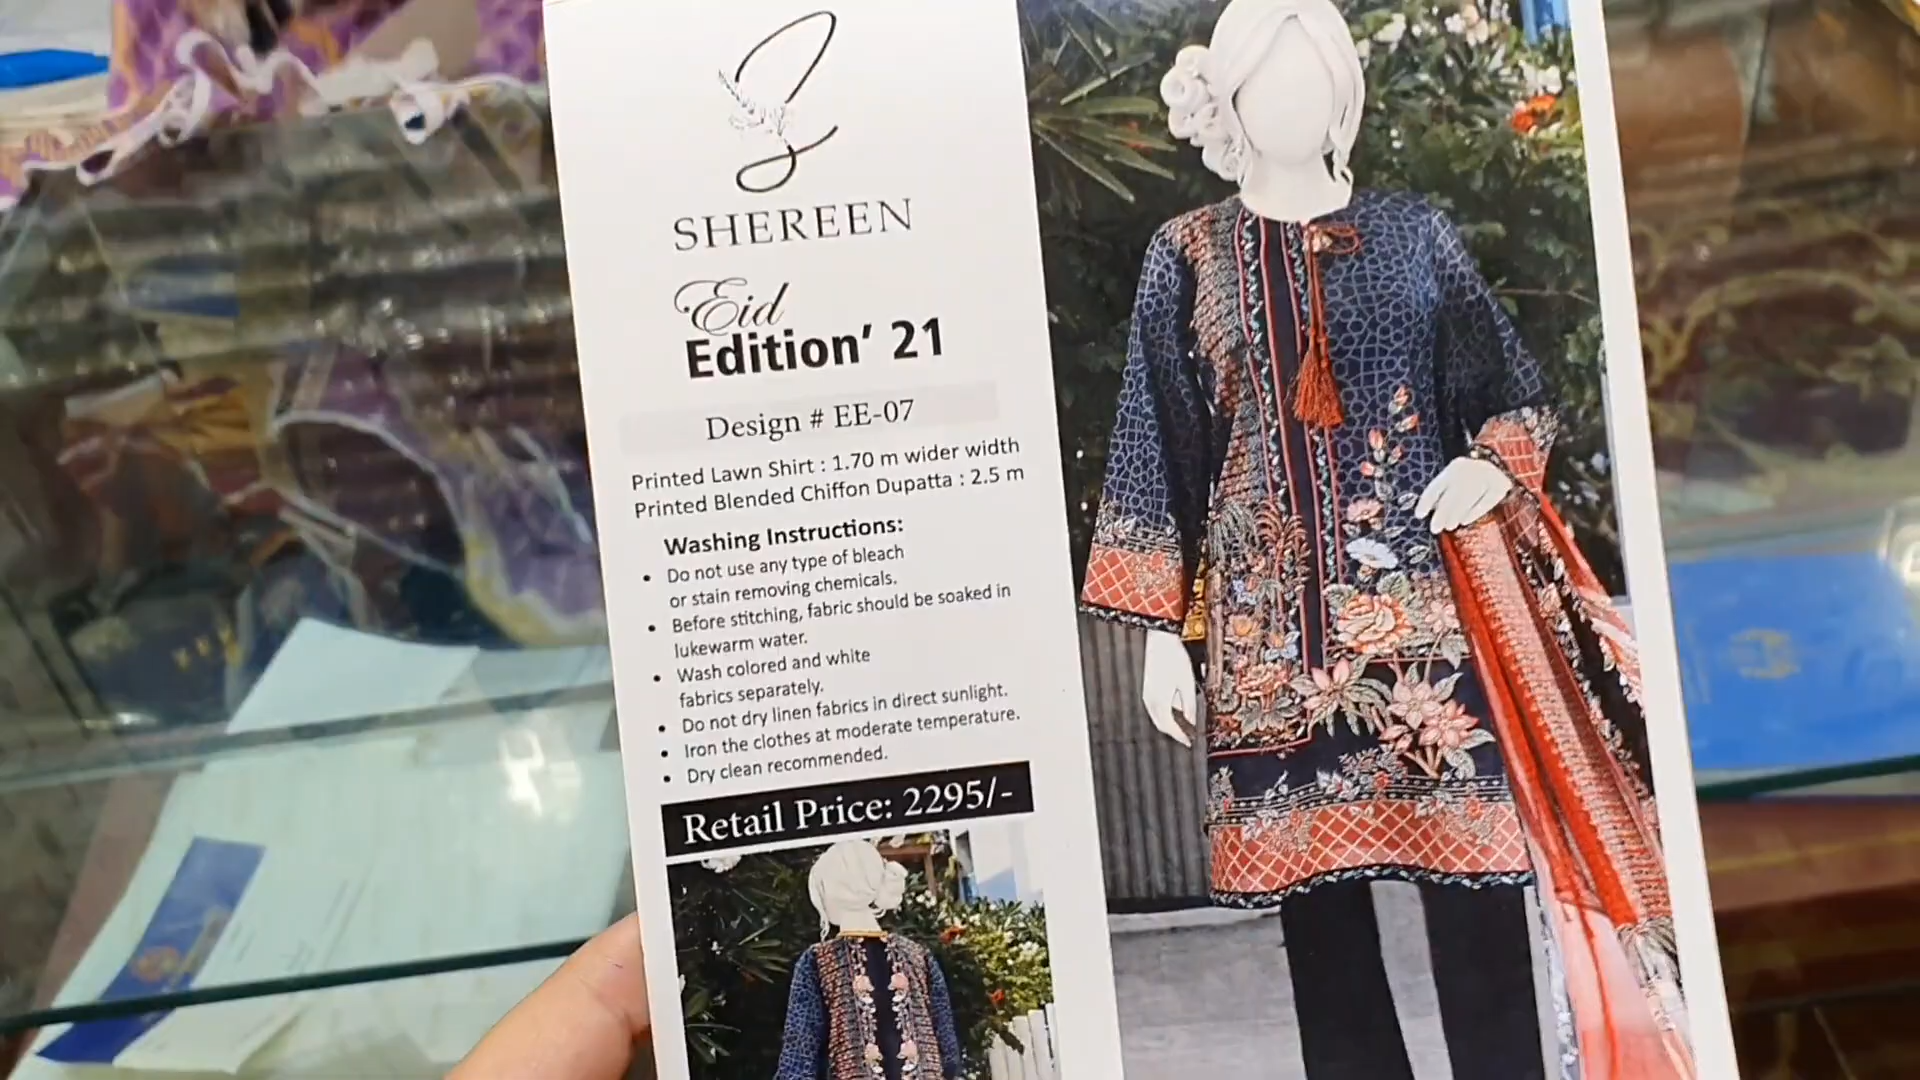 SHEREEN
Eid
Edition' 21
Design # EE-07
Printed Lawn Shirt : 1.70 m wider width
Printed Blended Chiffon Dupatta : 2.5 m
Washing Instructions:
• Do not use any type of bleach
or stain removing chemicals.
• Before stitching, fabric should be soaked in
lukewarm water.
• Wash colored and white
fabrics separately.
• Do not dry linen fabrics in direct sunlight.
• Iron the clothes at moderate temperature.
• Dry clean recommended.
Retail Price: 2295/-